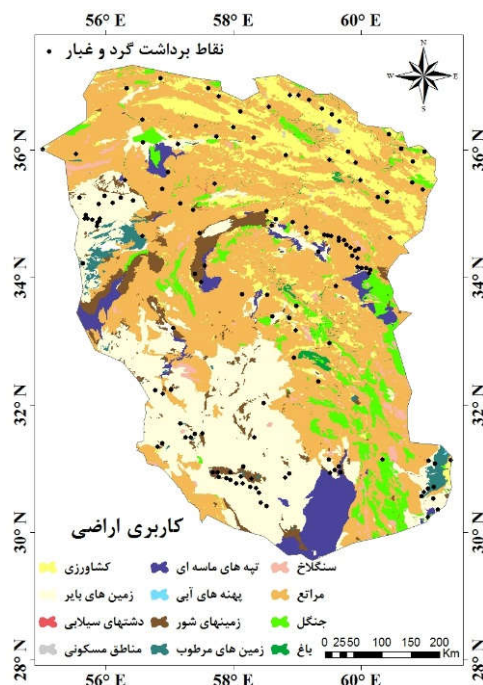 56° E 58° E 60° E
نقاط برداشت گرد و غبار
N
W E
S
36° N 36° N
34° N 34° N
32° N 32° N
30° N 30° N
28° N 28° N
کاربری اراضی
سنگلاخ تپه های ماسه ای کشاورزی
مراتع پهنه های آبی زمین های بایر
جنگل زمینهای شور دشتهای سیلابی
باغ زمین های مرطوب مناطق مسکونی
0 25 50 100 150 200
Km
56° E 58° E 60° E